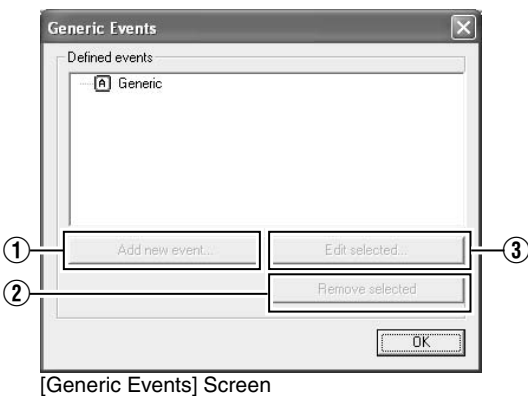 Generic Events
Defined events
A Generic
① Add new event... Edit selected... ③
② Remove selected
OK
[Generic Events] Screen